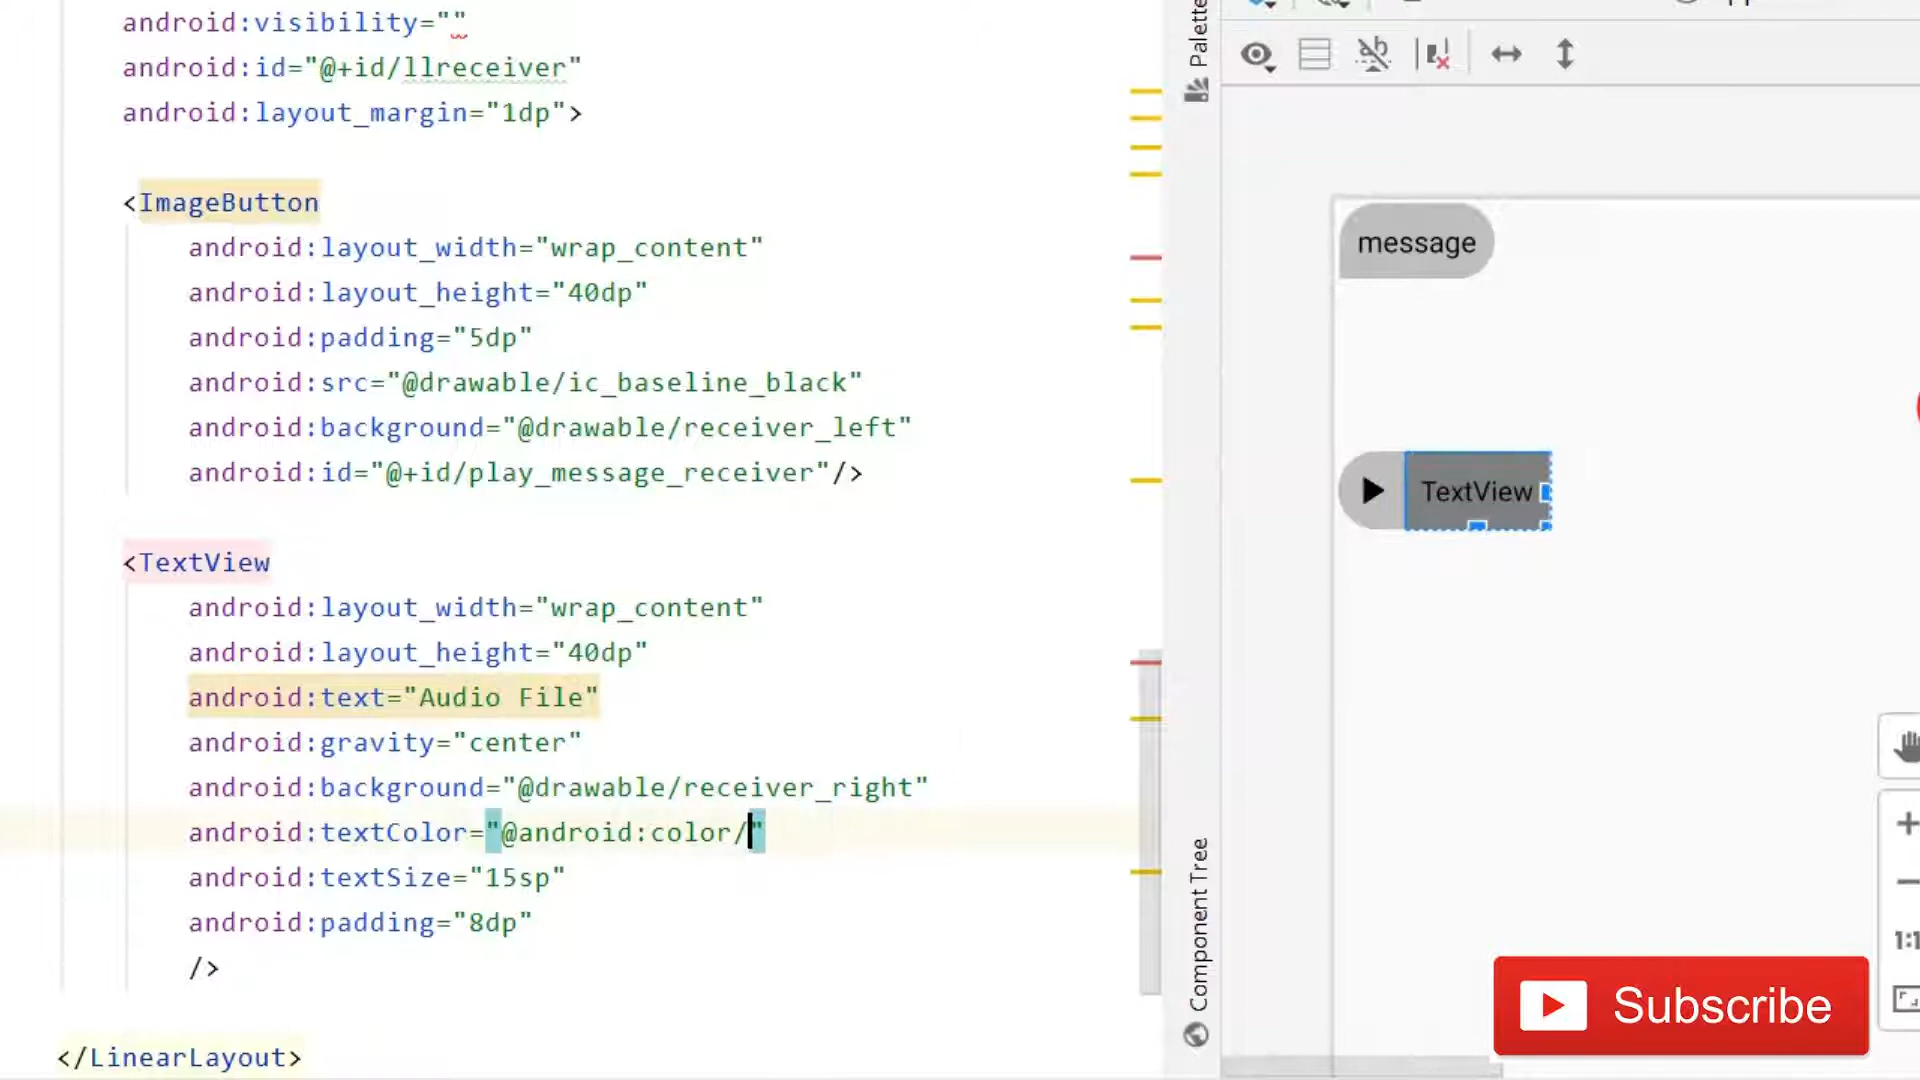 android:visibility=""
android:id="@+id/llreceiver"
android:layout_margin="1dp">
<ImageButton
android:layout_width="wrap_content"
android:layout_height="40dp"
android:padding="5dp"
android:src="@drawable/ic_baseline_black"
android:background="@drawable/receiver_left"
android:id="@+id/play_message_receiver"/>
<TextView
android:layout_width="wrap_content"
android:layout_height="40dp"
android:text="Audio File"
android:gravity="center"
android:background="@drawable/receiver_right"
android:textColor="@android:color/"
android:textSize="15sp"
android:padding="8dp"
/>
</LinearLayout>
Palette
Component Tree
message
TextView
1:1
Subscribe